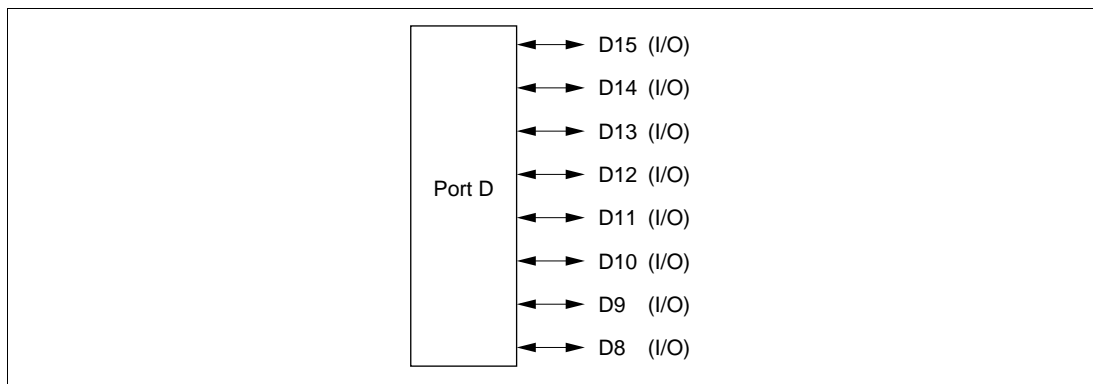 D15 (I/O)
D14 (I/O)
D13 (I/O)
D12 (I/O)
Port D
D11 (I/O)
D10 (I/O)
D9 (I/O)
D8 (I/O)